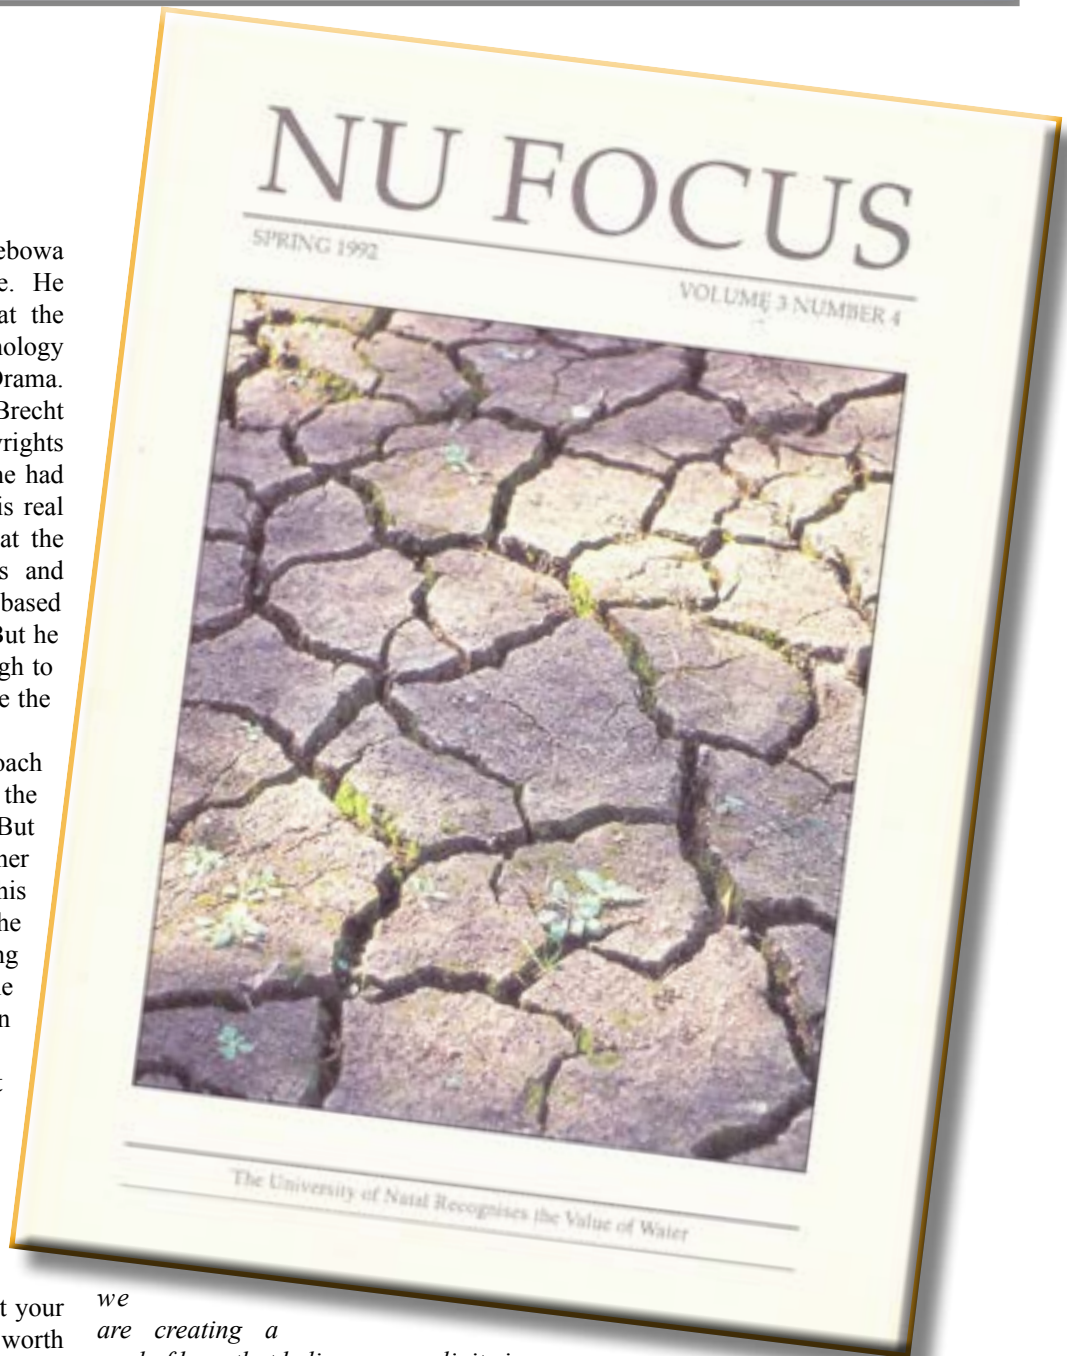 ebowa
e. He
at the
nology
Drama.
Brecht
wrights
he had
is real
at the
s and
based
But he
gh to
e the
oach
the
But
her
his
he
ng
e
n
t
t your
worth
NU FOCUS
SPRING 1992
VOLUME 3 NUMBER 4
The University of Natal Recognises the Value of Water
we
are creating a